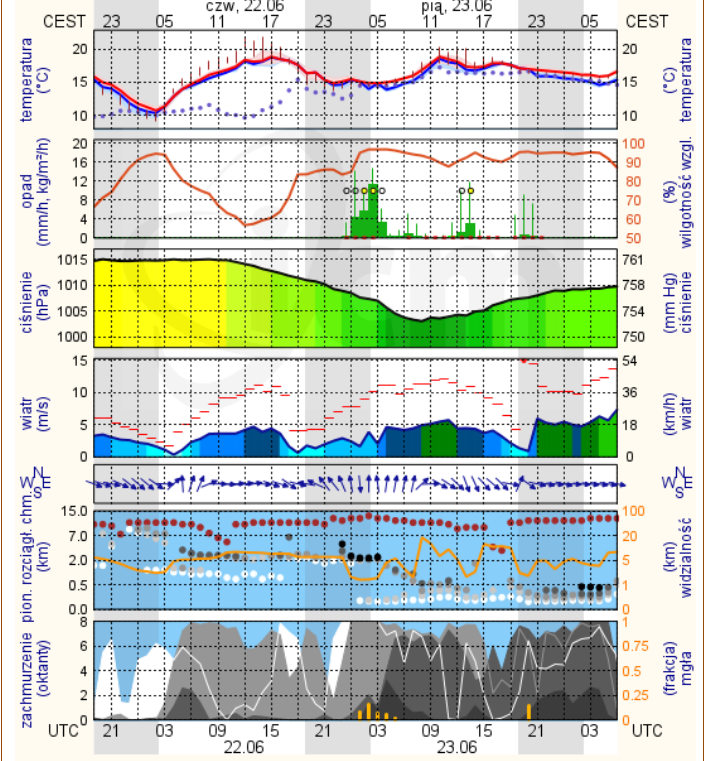 czw, 22.06 pią, 23.06
CEST 23 05 11 17 23 05 11 17 23 05 CEST
temperatura (°C) 20 15 10 20 15 10 (°C) temperatura
opad (mm/h, kg/m²/h) 20 16 12 8 4 0 100 90 80 70 60 50 (%) wilgotność wzgl.
ciśnienie (hPa) 1015 1010 1005 1000 761 758 754 750 (mm Hg) ciśnienie
wiatr m/s) 15 10 5 0 54 36 18 0 (km/h) wiatr
N W E S N W E S
pion. rozciągł. chm. (km) 15.0 7.0 2.0 0.5 0.0 100 20 5 1 0 (km) widzialność
zachmurzenie (oktanty) 8 6 4 2 0 1 0.75 0.5 0.25 0 (frakcja) mgła
UTC 21 03 09 15 21 03 09 15 21 03 UTC
22.06 23.06